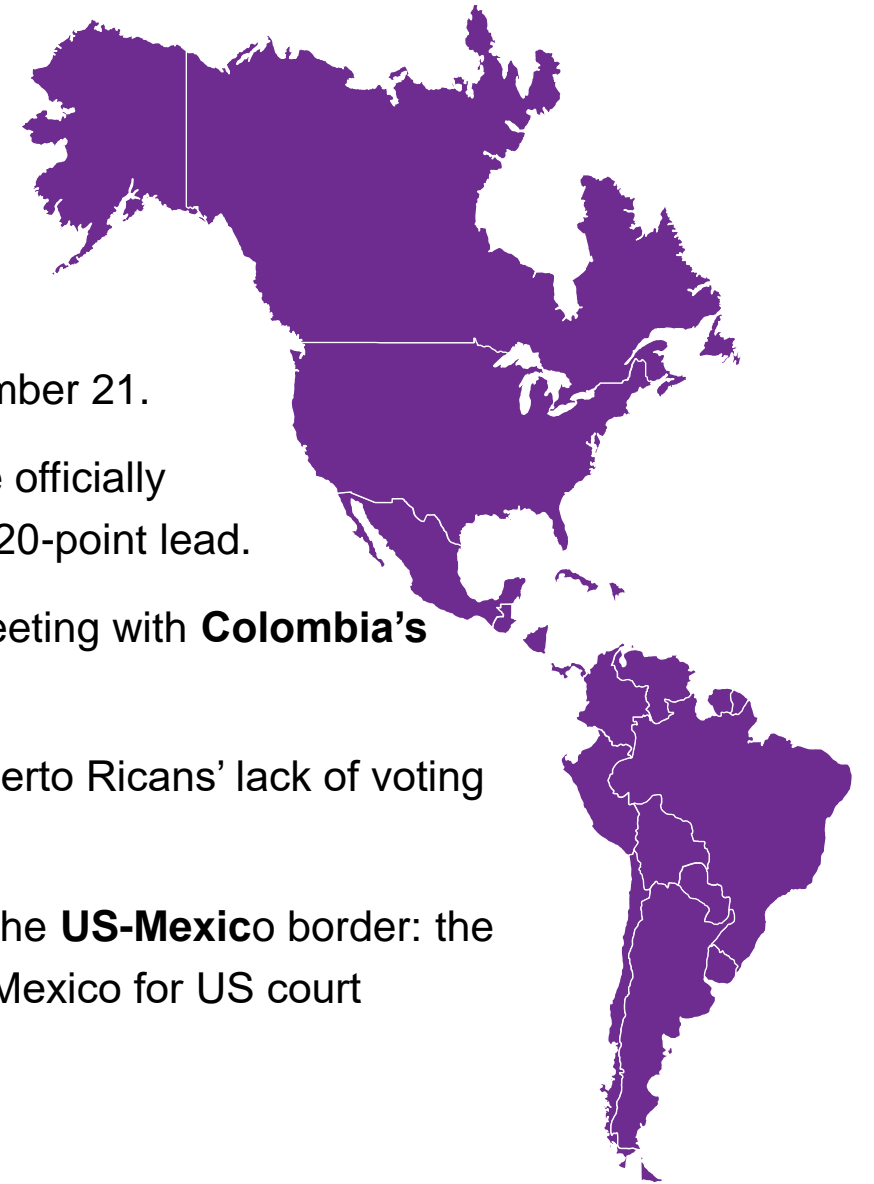 mber 21.
e officially
20-point lead.
eeting with Colombia's
erto Ricans' lack of voting
he US-Mexico border: the
Mexico for US court